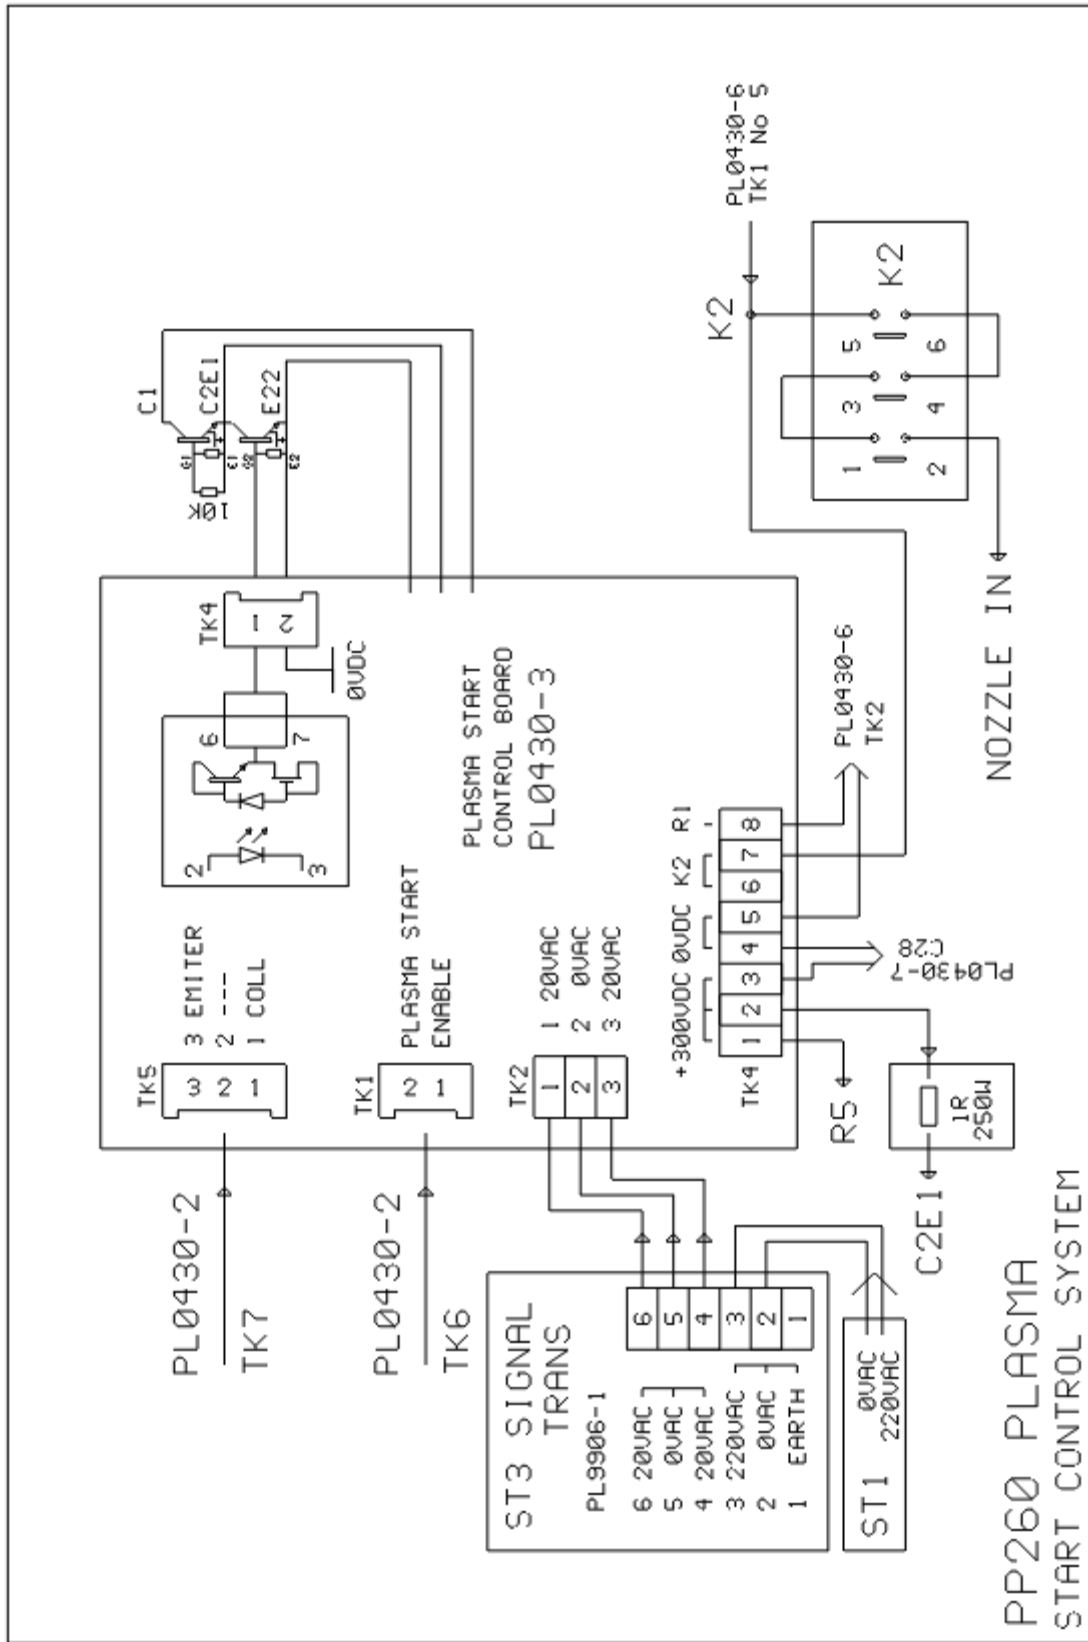 PL0430-2
TK7
PL0430-2
TK6
TK5
3
2
1
3 EMITER
2 ---
1 COLL
TK1
2
1
PLASMA START
ENABLE
TK2
1
2
3
1 20VAC
2 0VAC
3 20VAC
2
3
6
7
TK4
1
2
0VDC
PLASMA START
CONTROL BOARD
PL0430-3
10K
G1
E1
G2
E2
C1
C2E1
E22
ST3 SIGNAL
TRANS
PL9906-1
6 20VAC
5 0VAC
4 20VAC
3 220VAC
2 0VAC
1 EARTH
6
5
4
3
2
1
ST1
0VAC
220VAC
+300VDC
0VDC
K2
R1
TK4
1
2
3
4
5
6
7
8
R5
1R
250W
C2E1
PL0430-7
C28
PL0430-6
TK2
K2
PL0430-6
TK1 No 5
1
3
5
K2
2
4
6
NOZZLE IN
PP260 PLASMA
START CONTROL SYSTEM